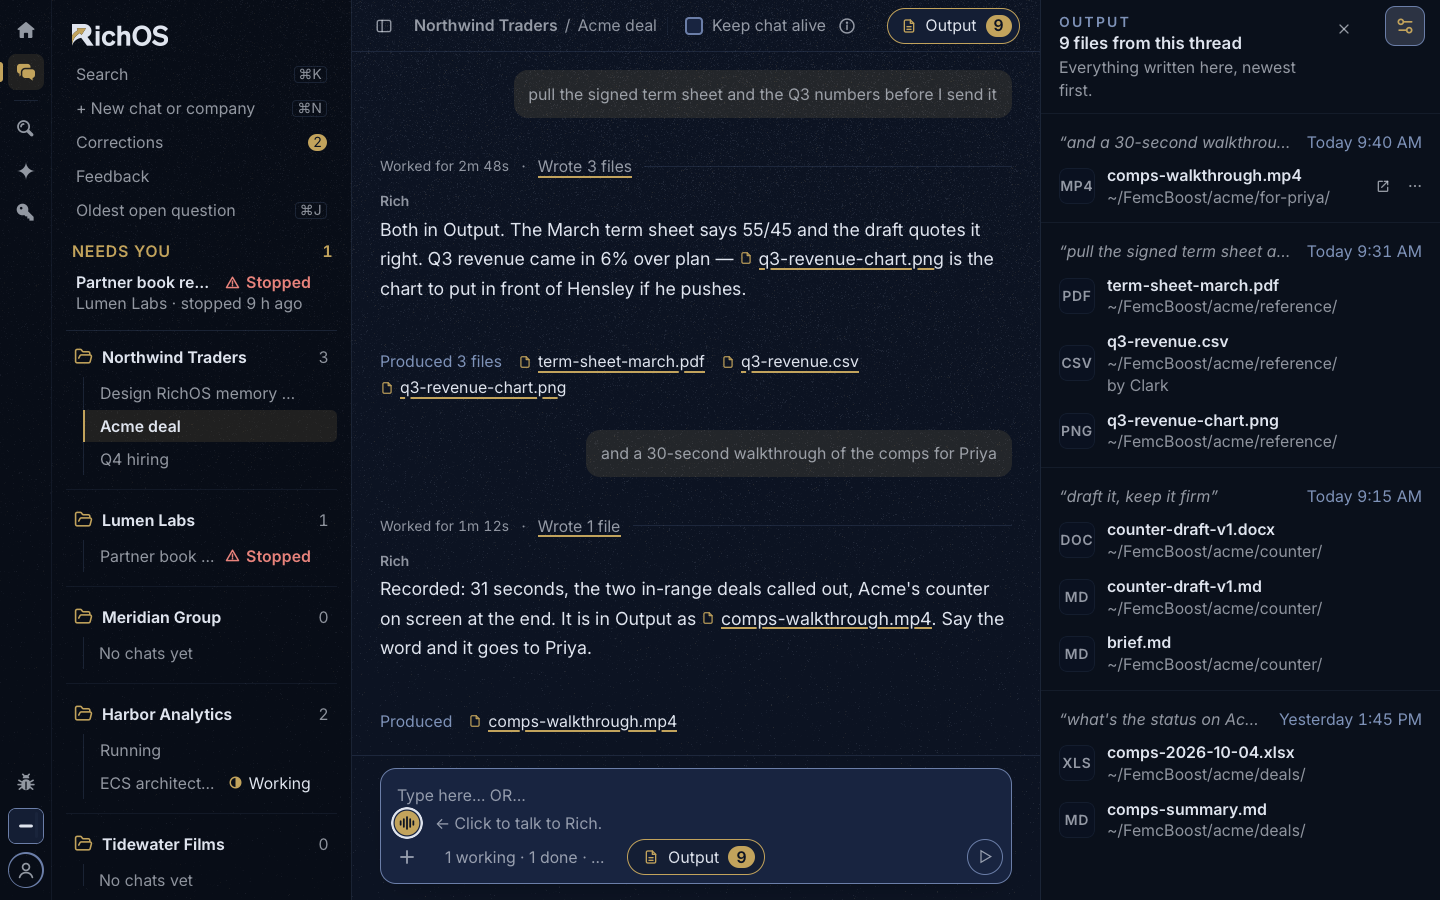 RichOS
Search ⌘K
+ New chat or company ⌘N
Corrections 2
Feedback
Oldest open question ⌘J
NEEDS YOU 1
Partner book re... Stopped
Lumen Labs · stopped 9 h ago
Northwind Traders 3
Design RichOS memory ...
Acme deal
Q4 hiring
Lumen Labs 1
Partner book ... Stopped
Meridian Group 0
No chats yet
Harbor Analytics 2
Running
ECS architect... Working
Tidewater Films 0
No chats yet
Northwind Traders / Acme deal Keep chat alive Output 9
pull the signed term sheet and the Q3 numbers before I send it
Worked for 2m 48s · Wrote 3 files
Rich
Both in Output. The March term sheet says 55/45 and the draft quotes it
right. Q3 revenue came in 6% over plan — q3-revenue-chart.png is the
chart to put in front of Hensley if he pushes.
Produced 3 files term-sheet-march.pdf q3-revenue.csv
q3-revenue-chart.png
and a 30-second walkthrough of the comps for Priya
Worked for 1m 12s · Wrote 1 file
Rich
Recorded: 31 seconds, the two in-range deals called out, Acme's counter
on screen at the end. It is in Output as comps-walkthrough.mp4. Say the
word and it goes to Priya.
Produced comps-walkthrough.mp4
Type here... OR...
← Click to talk to Rich.
1 working · 1 done · ... Output 9
OUTPUT
9 files from this thread
Everything written here, newest
first.
“and a 30-second walkthrou... Today 9:40 AM
MP4 comps-walkthrough.mp4
~/FemcBoost/acme/for-priya/
“pull the signed term sheet a... Today 9:31 AM
PDF term-sheet-march.pdf
~/FemcBoost/acme/reference/
CSV q3-revenue.csv
~/FemcBoost/acme/reference/
by Clark
PNG q3-revenue-chart.png
~/FemcBoost/acme/reference/
“draft it, keep it firm” Today 9:15 AM
DOC counter-draft-v1.docx
~/FemcBoost/acme/counter/
MD counter-draft-v1.md
~/FemcBoost/acme/counter/
MD brief.md
~/FemcBoost/acme/counter/
“what's the status on Ac... Yesterday 1:45 PM
XLS comps-2026-10-04.xlsx
~/FemcBoost/acme/deals/
MD comps-summary.md
~/FemcBoost/acme/deals/